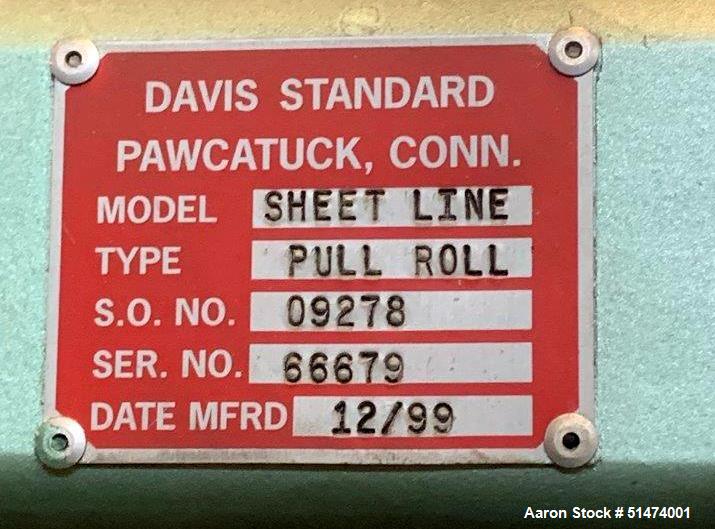 DAVIS STANDARD
PAWCATUCK, CONN.
MODEL SHEET LINE
TYPE PULL ROLL
S.O. NO. 09278
SER. NO. 66679
DATE MFRD 12/99
Aaron Stock # 51474001